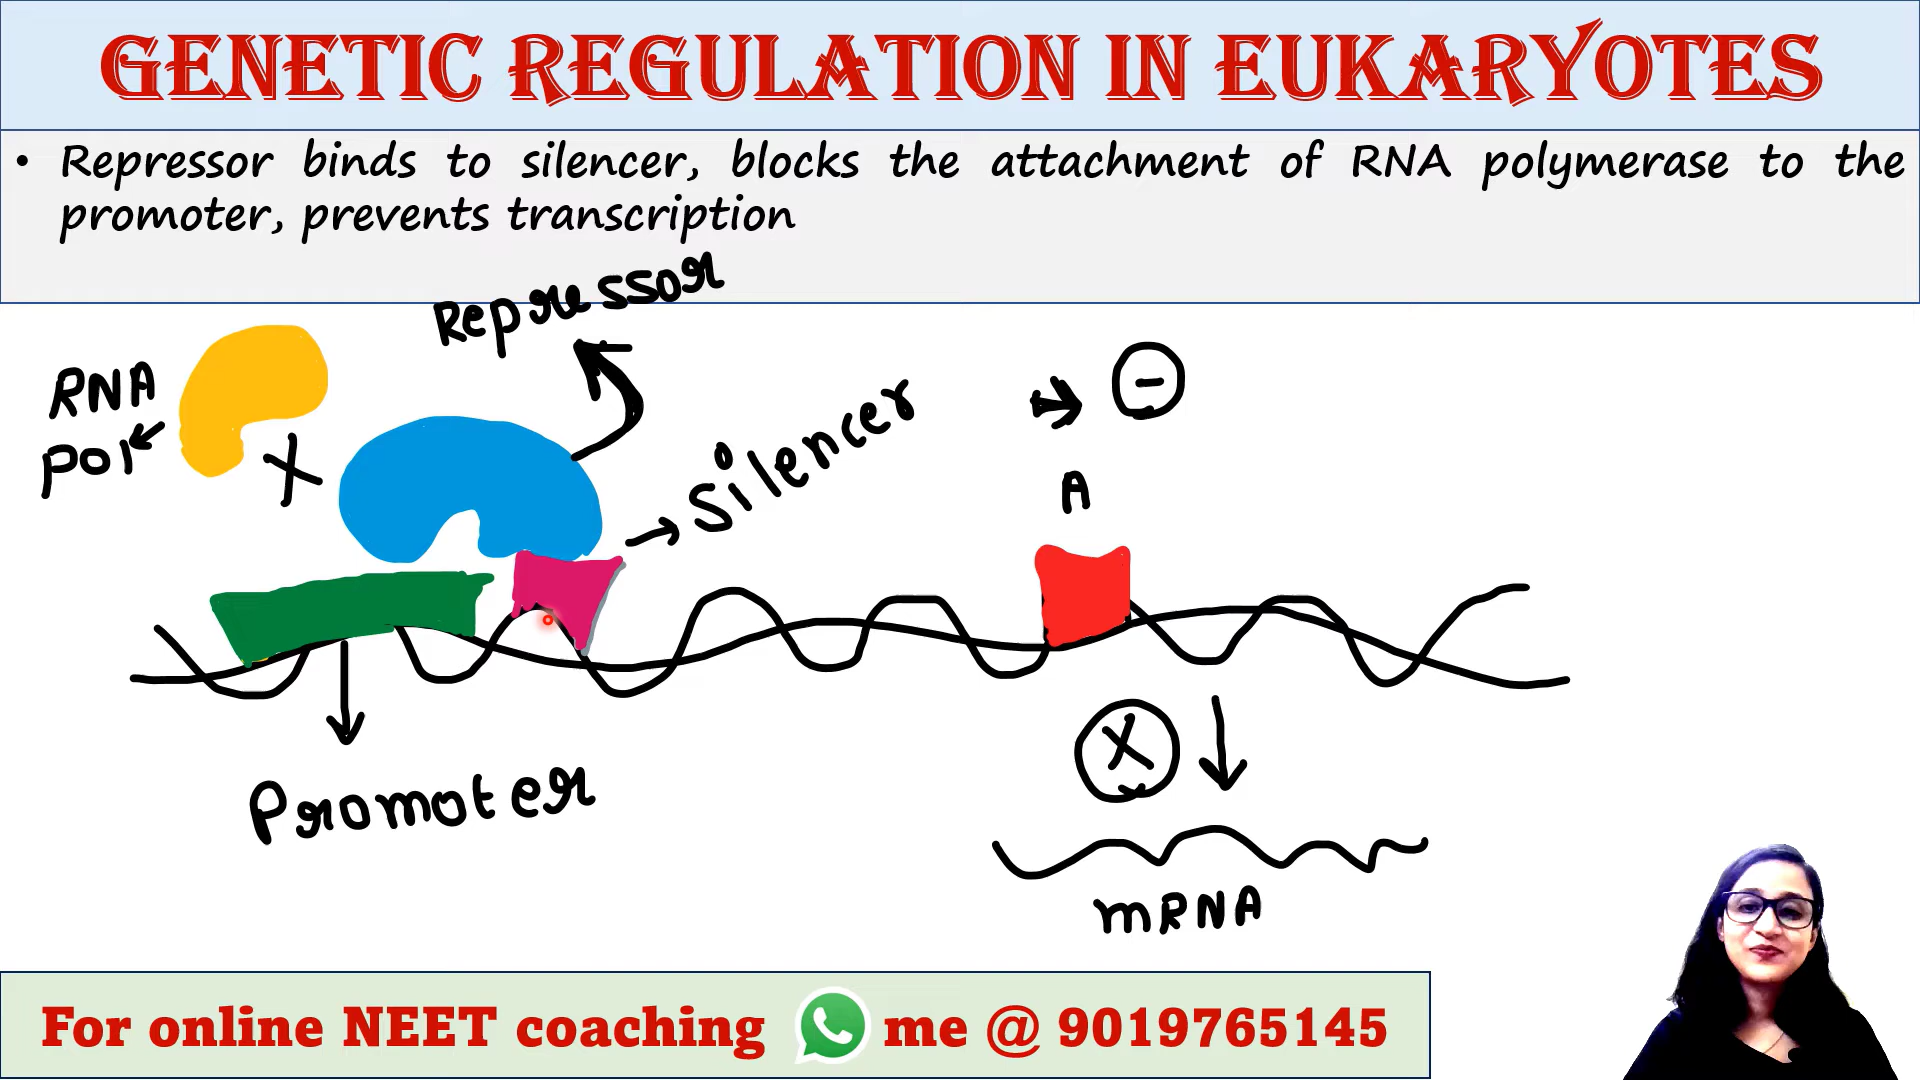 GENETIC REGULATION IN EUKARYOTES
• Repressor binds to silencer, blocks the attachment of RNA polymerase to the
promoter, prevents transcription
Repressor
RNA
pol
X
Silencer
-
A
Promoter
X
mRNA
For online NEET coaching me @ 9019765145